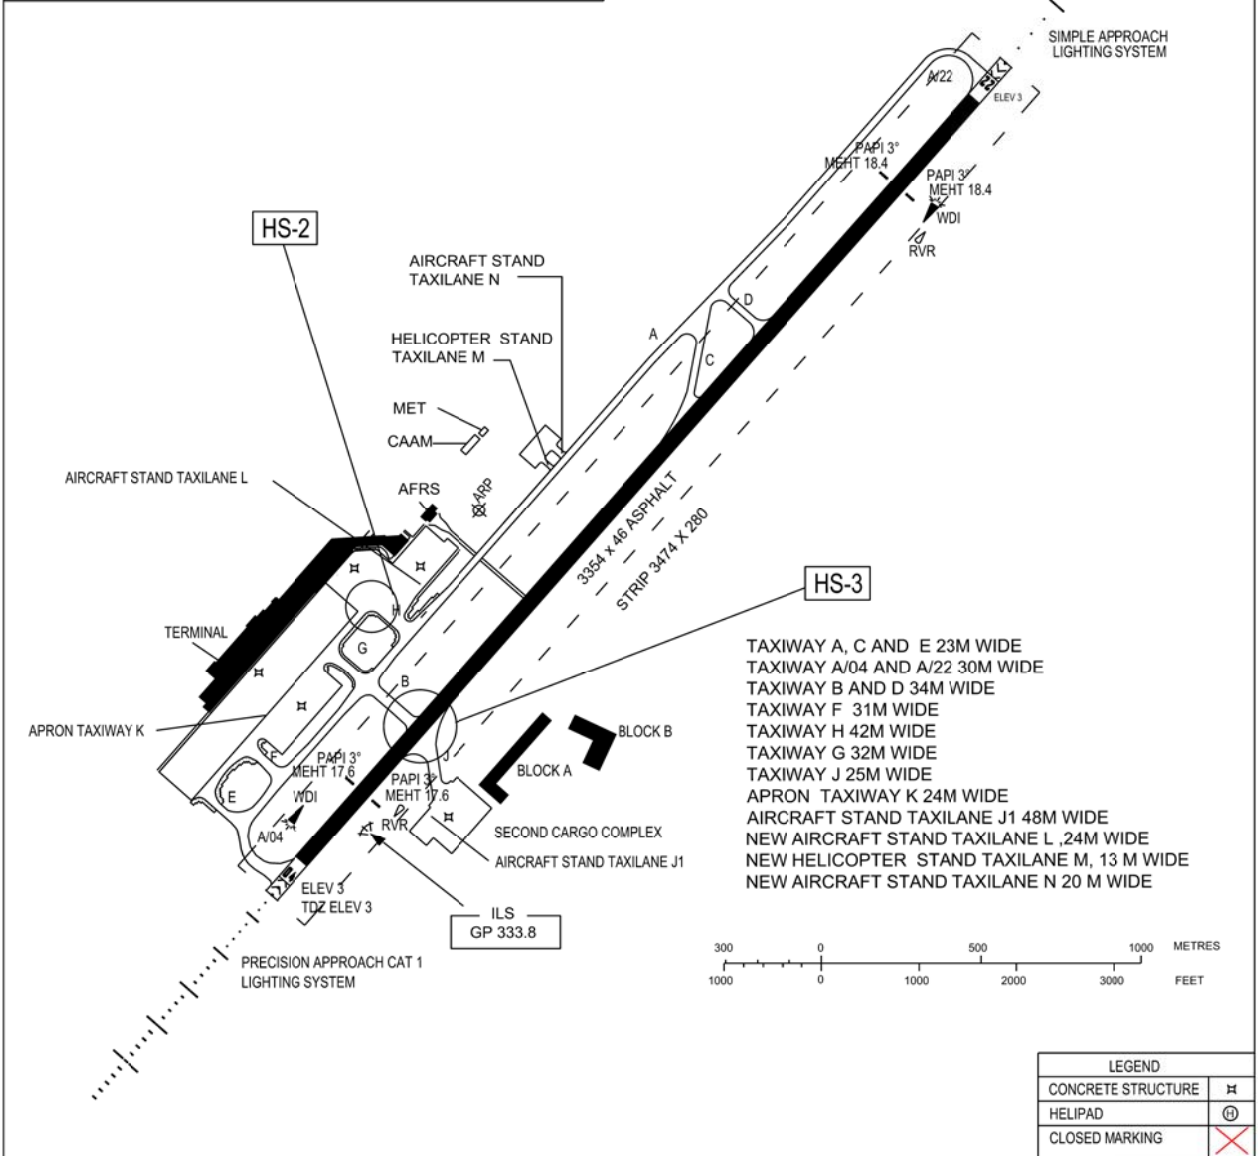 SIMPLE APPROACH
LIGHTING SYSTEM
A/22
22
ELEV 3
PAPI 3°
MEHT 18.4
PAPI 3°
MEHT 18.4
WDI
RVR
HS-2
AIRCRAFT STAND
TAXILANE N
D
A
HELICOPTER STAND
TAXILANE M
C
MET
CAAM
AIRCRAFT STAND TAXILANE L
AFRS
ARP
3354 x 46 ASPHALT
STRIP 3474 X 280
HS-3
H
TERMINAL
G
B
APRON TAXIWAY K
F
J
PAPI 3°
MEHT 17.6
PAPI 3°
MEHT 17.6
BLOCK B
BLOCK A
E
WDI
RVR
A/04
SECOND CARGO COMPLEX
AIRCRAFT STAND TAXILANE J1
04
ELEV 3
TDZ ELEV 3
ILS
GP 333.8
PRECISION APPROACH CAT 1
LIGHTING SYSTEM
TAXIWAY A, C AND E 23M WIDE
TAXIWAY A/04 AND A/22 30M WIDE
TAXIWAY B AND D 34M WIDE
TAXIWAY F 31M WIDE
TAXIWAY H 42M WIDE
TAXIWAY G 32M WIDE
TAXIWAY J 25M WIDE
APRON TAXIWAY K 24M WIDE
AIRCRAFT STAND TAXILANE J1 48M WIDE
NEW AIRCRAFT STAND TAXILANE L ,24M WIDE
NEW HELICOPTER STAND TAXILANE M, 13 M WIDE
NEW AIRCRAFT STAND TAXILANE N 20 M WIDE
300 0 500 1000 METRES
1000 0 1000 2000 3000 FEET
LEGEND
CONCRETE STRUCTURE
HELIPAD H
CLOSED MARKING